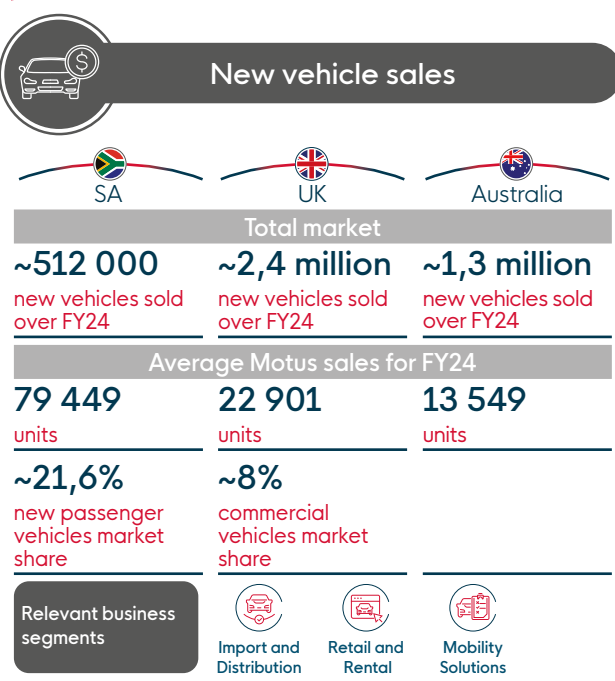 $
New vehicle sales
SA
UK
Australia
Total market
~512 000
new vehicles sold
over FY24
~2,4 million
new vehicles sold
over FY24
~1,3 million
new vehicles sold
over FY24
Average Motus sales for FY24
79 449
units
22 901
units
13 549
units
~21,6%
new passenger
vehicles market
share
~8%
commercial
vehicles market
share
Relevant business
segments
Import and
Distribution
Retail and
Rental
Mobility
Solutions